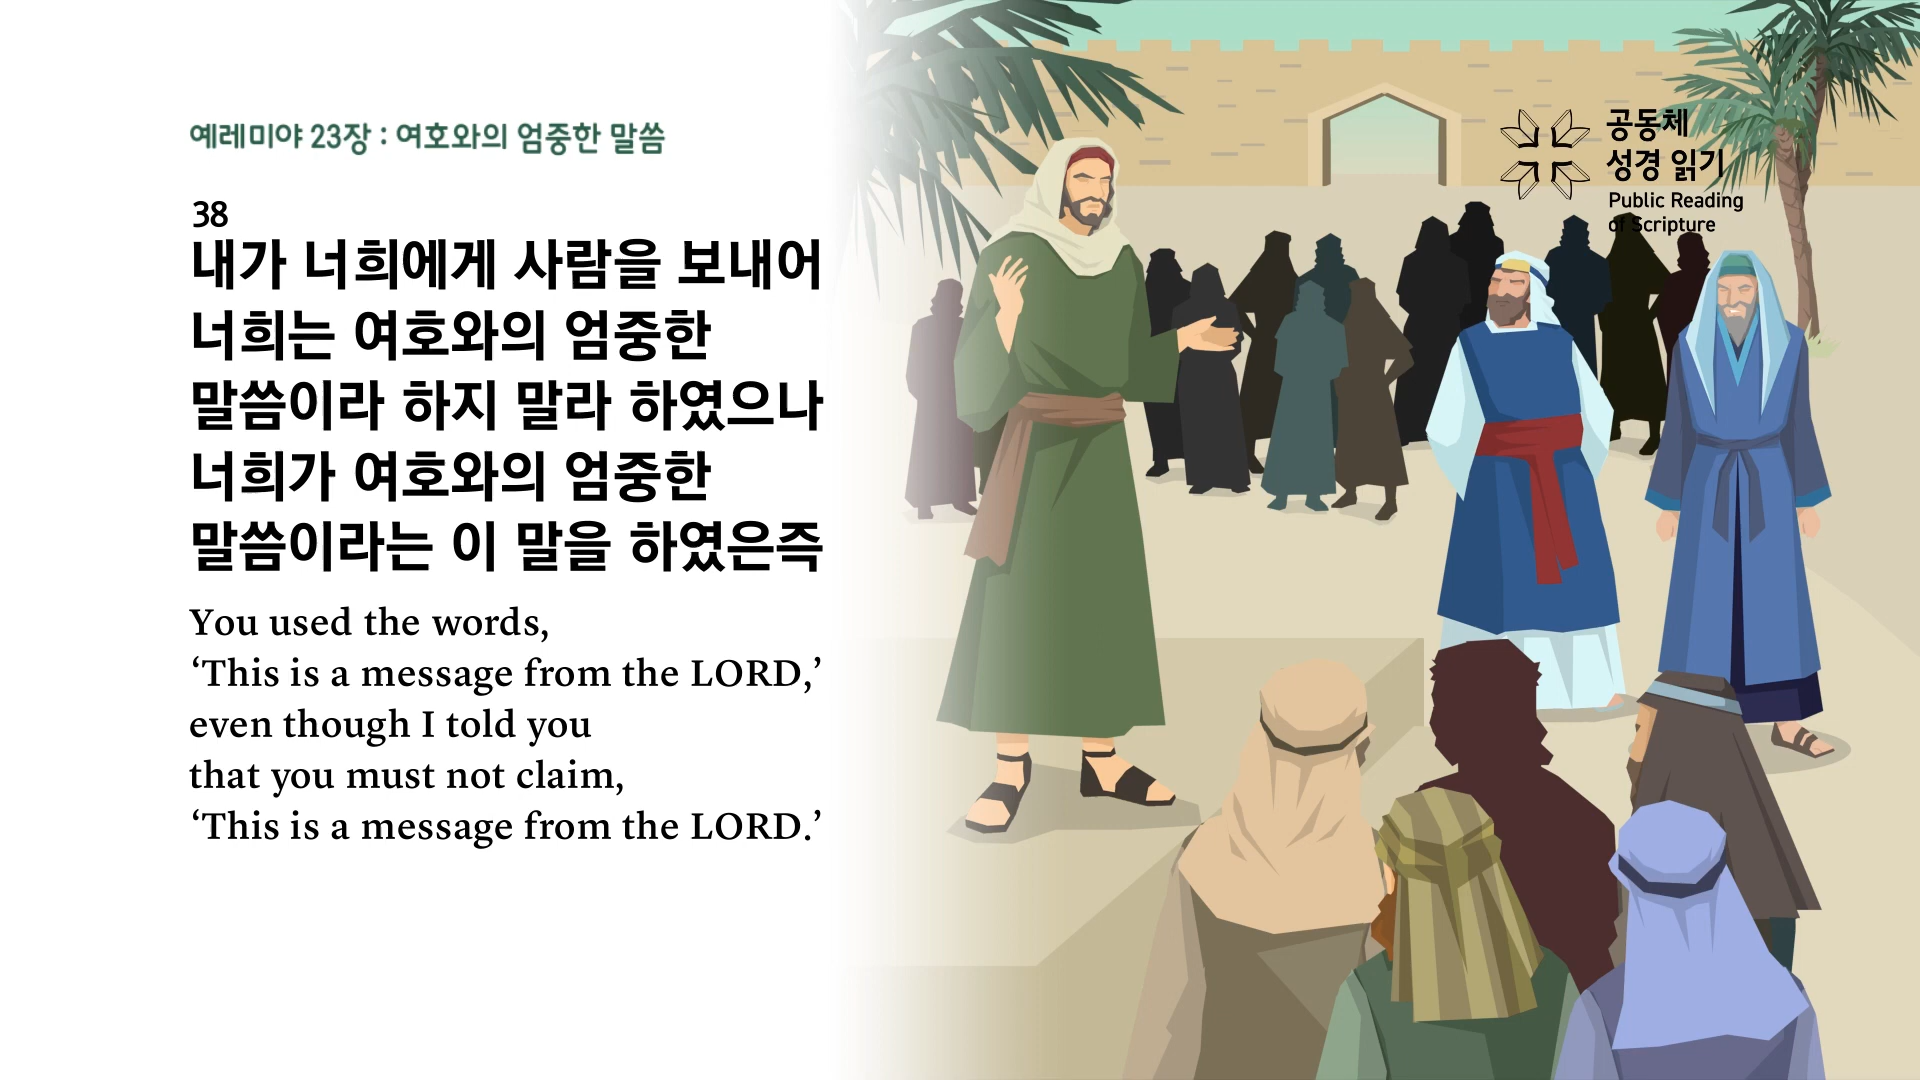 예레미야 23장 : 여호와의 엄중한 말씀
38
내가 너희에게 사람을 보내어
너희는 여호와의 엄중한
말씀이라 하지 말라 하였으나
너희가 여호와의 엄중한
말씀이라는 이 말을 하였은즉
You used the words,
‘This is a message from the LORD,’
even though I told you
that you must not claim,
‘This is a message from the LORD.’
공동체
성경 읽기
Public Reading
of Scripture